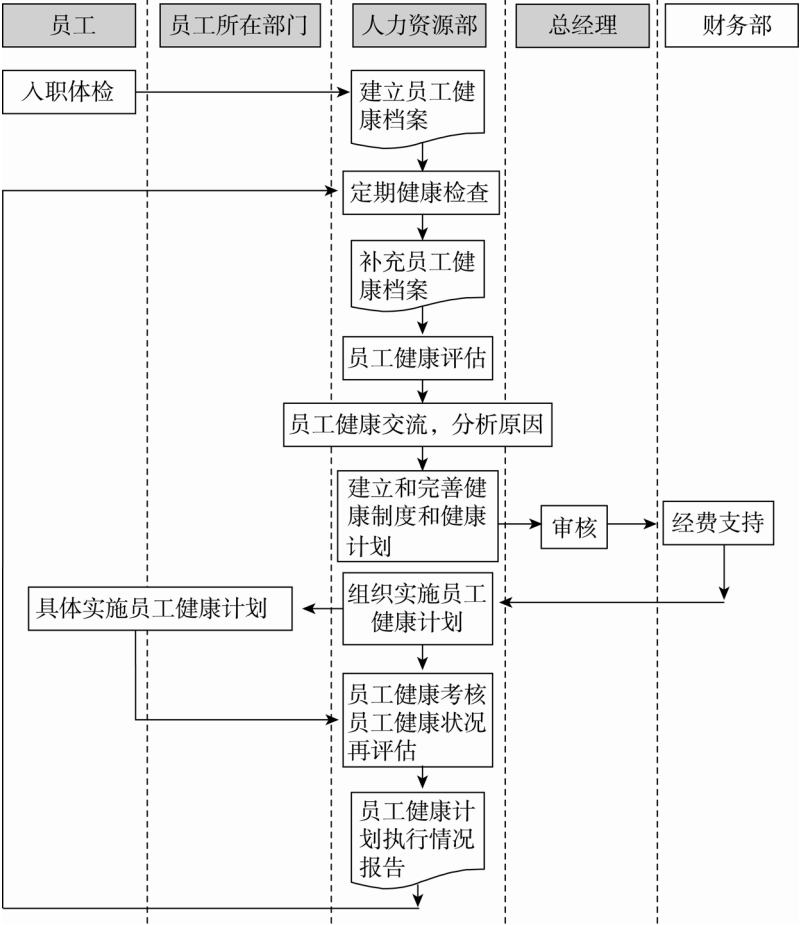 员工
员工所在部门
人力资源部
总经理
财务部
入职体检
建立员工健
康档案
定期健康检查
补充员工健
康档案
员工健康评估
员工健康交流，分析原因
建立和完善健
康制度和健康
计划
审核
经费支持
组织实施员工
健康计划
具体实施员工健康计划
员工健康考核
员工健康状况
再评估
员工健康计
划执行情况
报告